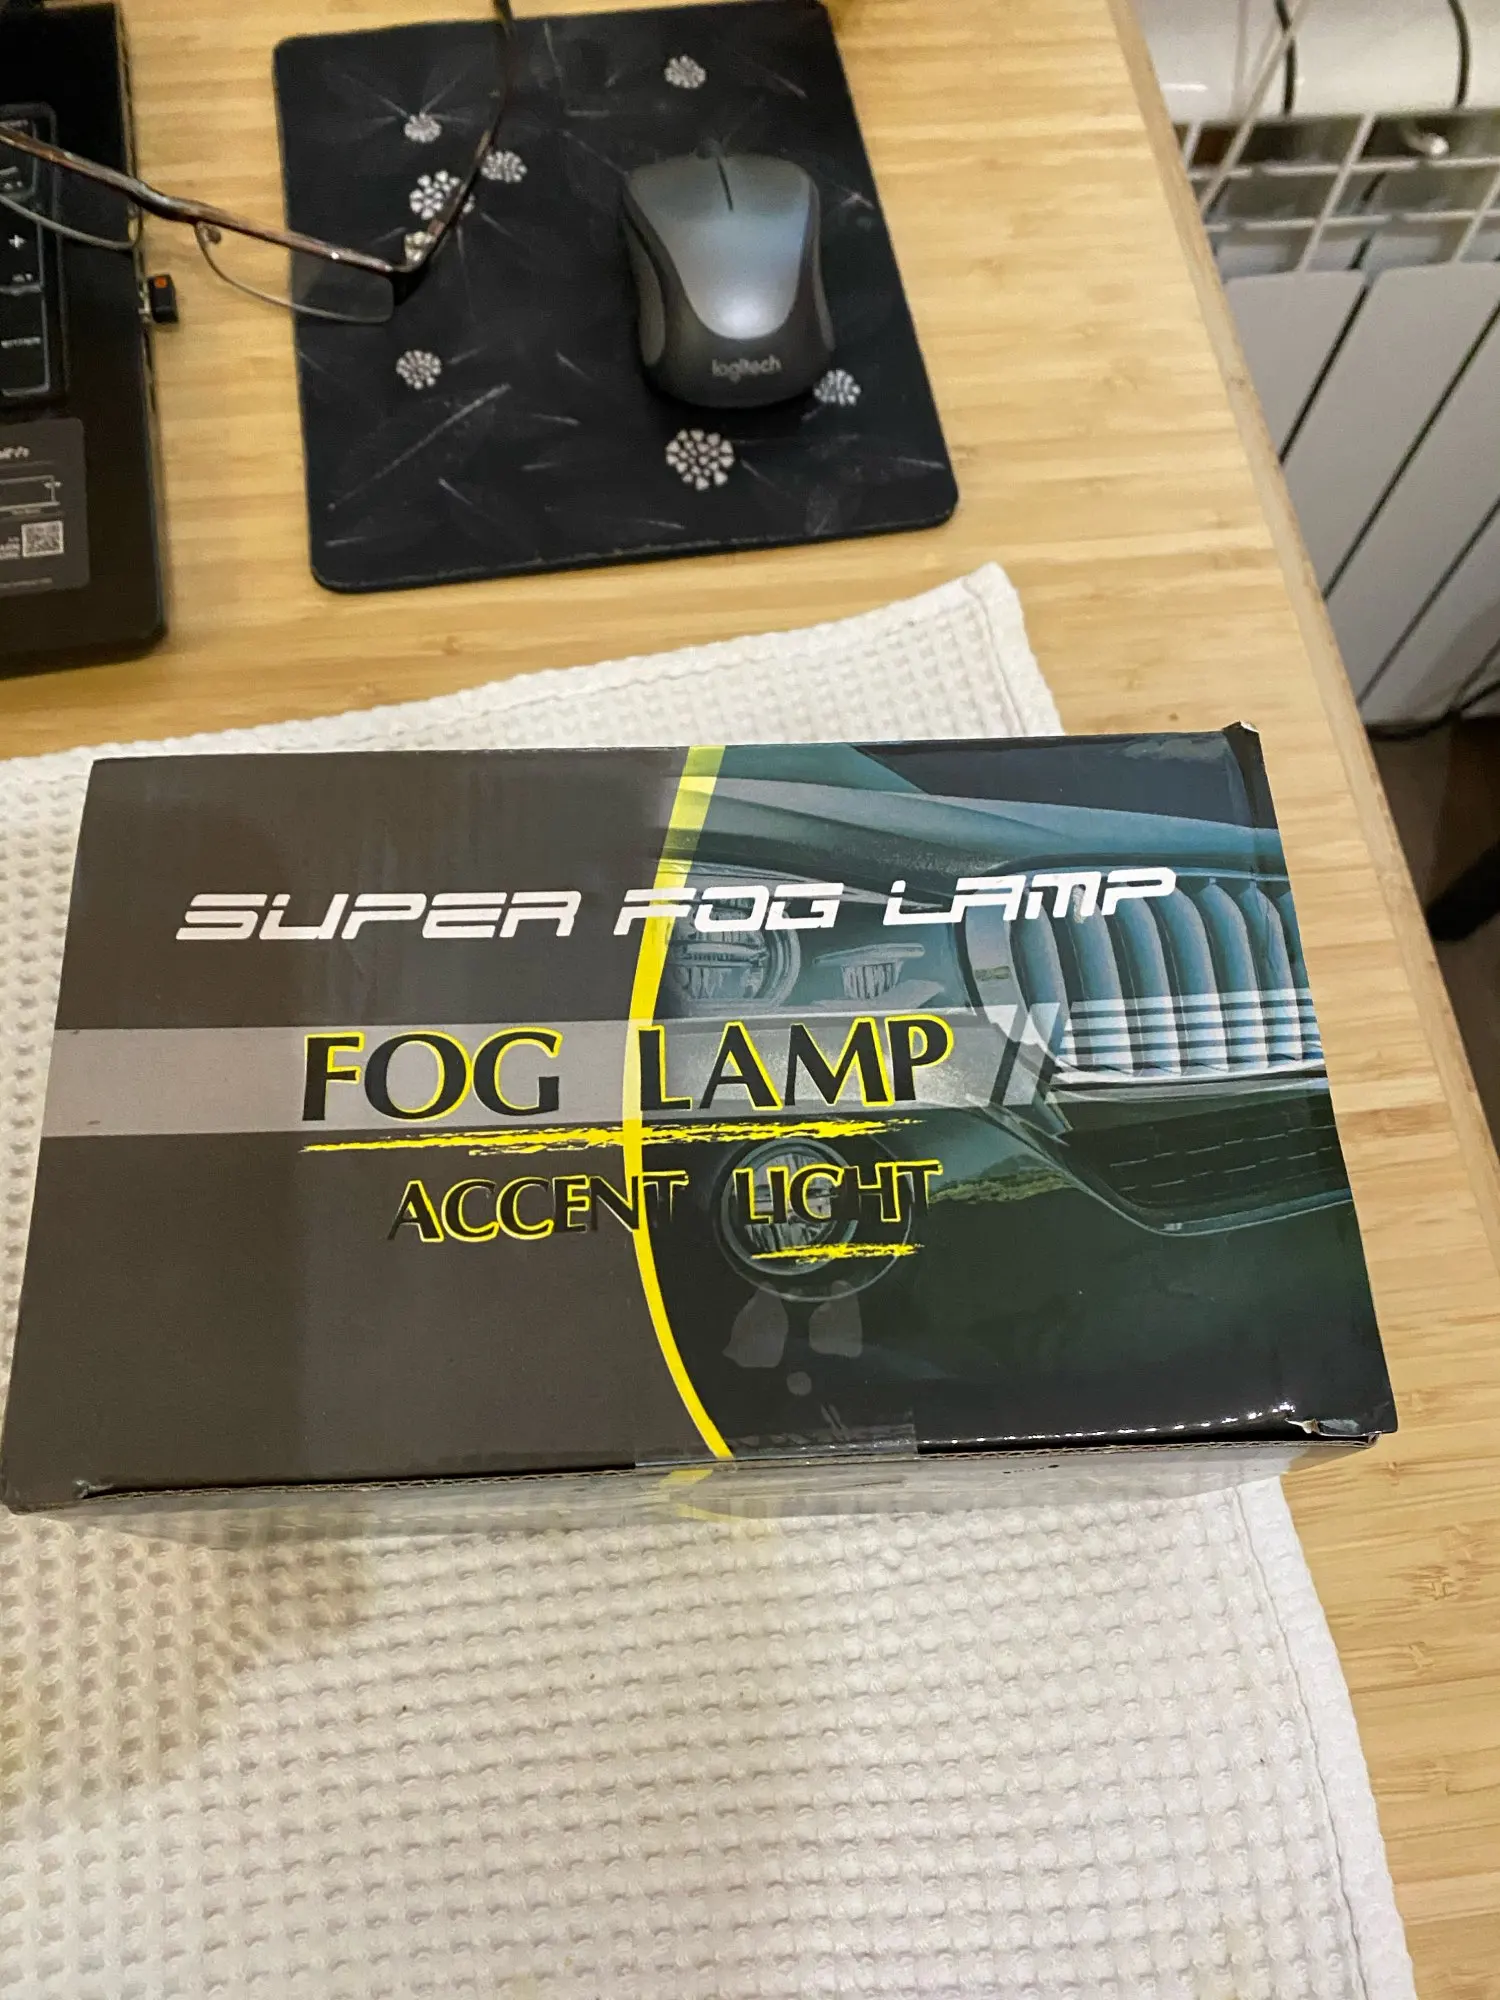 logitech
SUPER FOG LAMP
FOG LAMP
ACCENT LIGHT